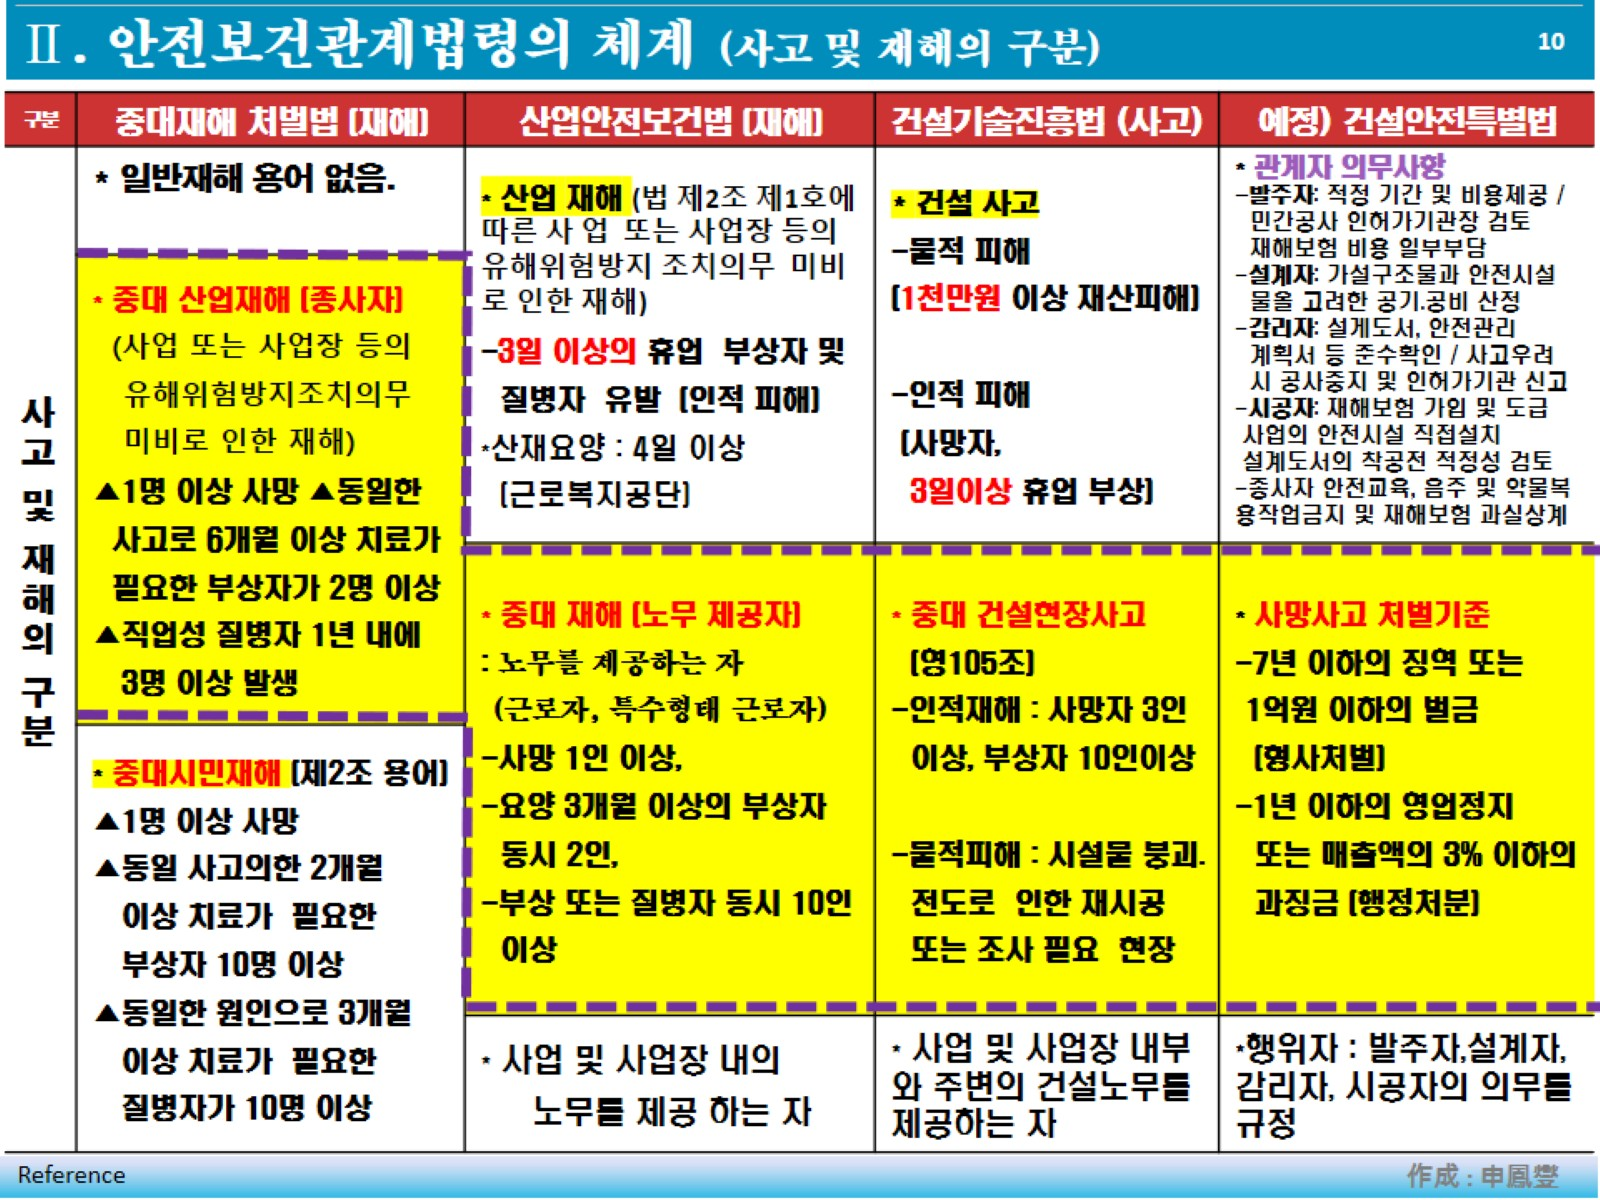 Ⅱ. 안전보건관계법령의 체계 (사고 및 재해의 구분)
10
구분
중대재해 처벌법 (재해)
산업안전보건법 (재해)
건설기술진흥법 (사고)
예정) 건설안전특별법
사고 및 재해의 구분
* 일반재해 용어 없음.
* 중대 산업재해 (종사자)
(사업 또는 사업장 등의
유해위험방지조치의무
미비로 인한 재해)
▲1명 이상 사망 ▲동일한
사고로 6개월 이상 치료가
필요한 부상자가 2명 이상
▲직업성 질병자 1년 내에
3명 이상 발생
* 중대시민재해 (제2조 용어)
▲1명 이상 사망
▲동일 사고의한 2개월
이상 치료가 필요한
부상자 10명 이상
▲동일한 원인으로 3개월
이상 치료가 필요한
질병자가 10명 이상
* 산업 재해 (법 제2조 제1호에
따른 사 업 또는 사업장 등의
유해위험방지 조치의무 미비
로 인한 재해)
-3일 이상의 휴업 부상자 및
질병자 유발 (인적 피해)
*산재요양 : 4일 이상
(근로복지공단)
* 중대 재해 (노무 제공자)
: 노무를 제공하는 자
(근로자, 특수형태 근로자)
-사망 1인 이상,
-요양 3개월 이상의 부상자
동시 2인,
-부상 또는 질병자 동시 10인
이상
* 사업 및 사업장 내의
노무를 제공 하는 자
* 건설 사고
-물적 피해
(1천만원 이상 재산피해)
-인적 피해
(사망자,
3일이상 휴업 부상)
* 중대 건설현장사고
(영105조)
-인적재해 : 사망자 3인
이상, 부상자 10인이상
-물적피해 : 시설물 붕괴.
전도로 인한 재시공
또는 조사 필요 현장
* 사업 및 사업장 내부
와 주변의 건설노무를
제공하는 자
* 관계자 의무사항
-발주자: 적정 기간 및 비용제공 /
민간공사 인허가기관장 검토
재해보험 비용 일부부담
-설계자: 가설구조물과 안전시설
물을 고려한 공기.공비 산정
-감리자: 설계도서, 안전관리
계획서 등 준수확인 / 사고우려
시 공사중지 및 인허가기관 신고
-시공자: 재해보험 가입 및 도급
사업의 안전시설 직접설치
설계도서의 착공전 적정성 검토
-종사자 안전교육, 음주 및 약물복
용작업금지 및 재해보험 과실상계
* 사망사고 처벌기준
-7년 이하의 징역 또는
1억원 이하의 벌금
(형사처벌)
-1년 이하의 영업정지
또는 매출액의 3% 이하의
과징금 (행정처분)
*행위자 : 발주자,설계자,
감리자, 시공자의 의무를
규정
Reference
作成 : 申鳳燮